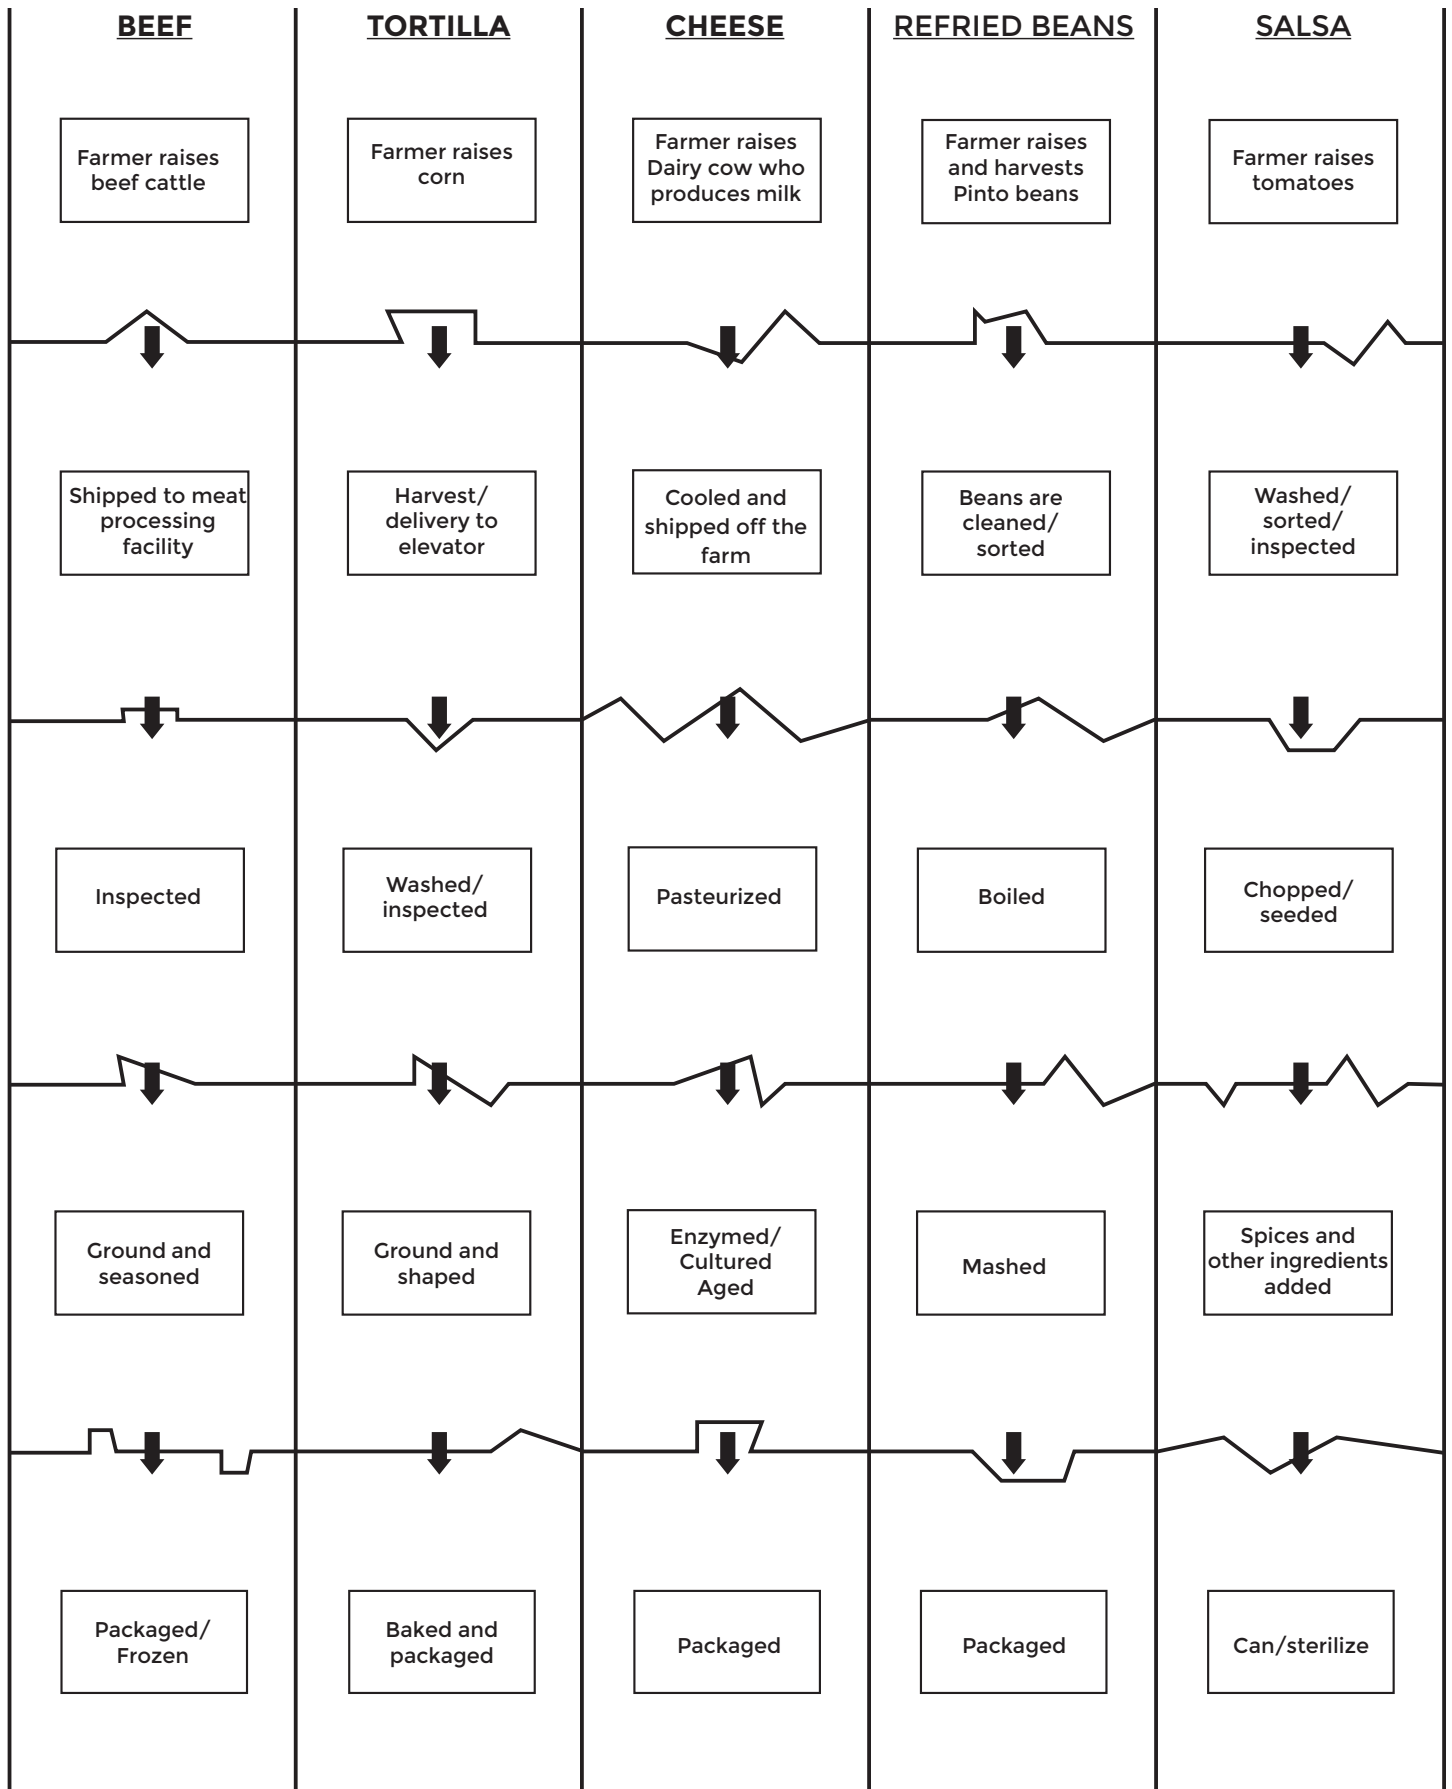 BEEF
TORTILLA
CHEESE
REFRIED BEANS
SALSA
Farmer raises
beef cattle
Farmer raises
corn
Farmer raises
Dairy cow who
produces milk
Farmer raises
and harvests
Pinto beans
Farmer raises
tomatoes
Shipped to meat
processing
facility
Harvest/
delivery to
elevator
Cooled and
shipped off the
farm
Beans are
cleaned/
sorted
Washed/
sorted/
inspected
Inspected
Washed/
inspected
Pasteurized
Boiled
Chopped/
seeded
Ground and
seasoned
Ground and
shaped
Enzymed/
Cultured
Aged
Mashed
Spices and
other ingredients
added
Packaged/
Frozen
Baked and
packaged
Packaged
Packaged
Can/sterilize